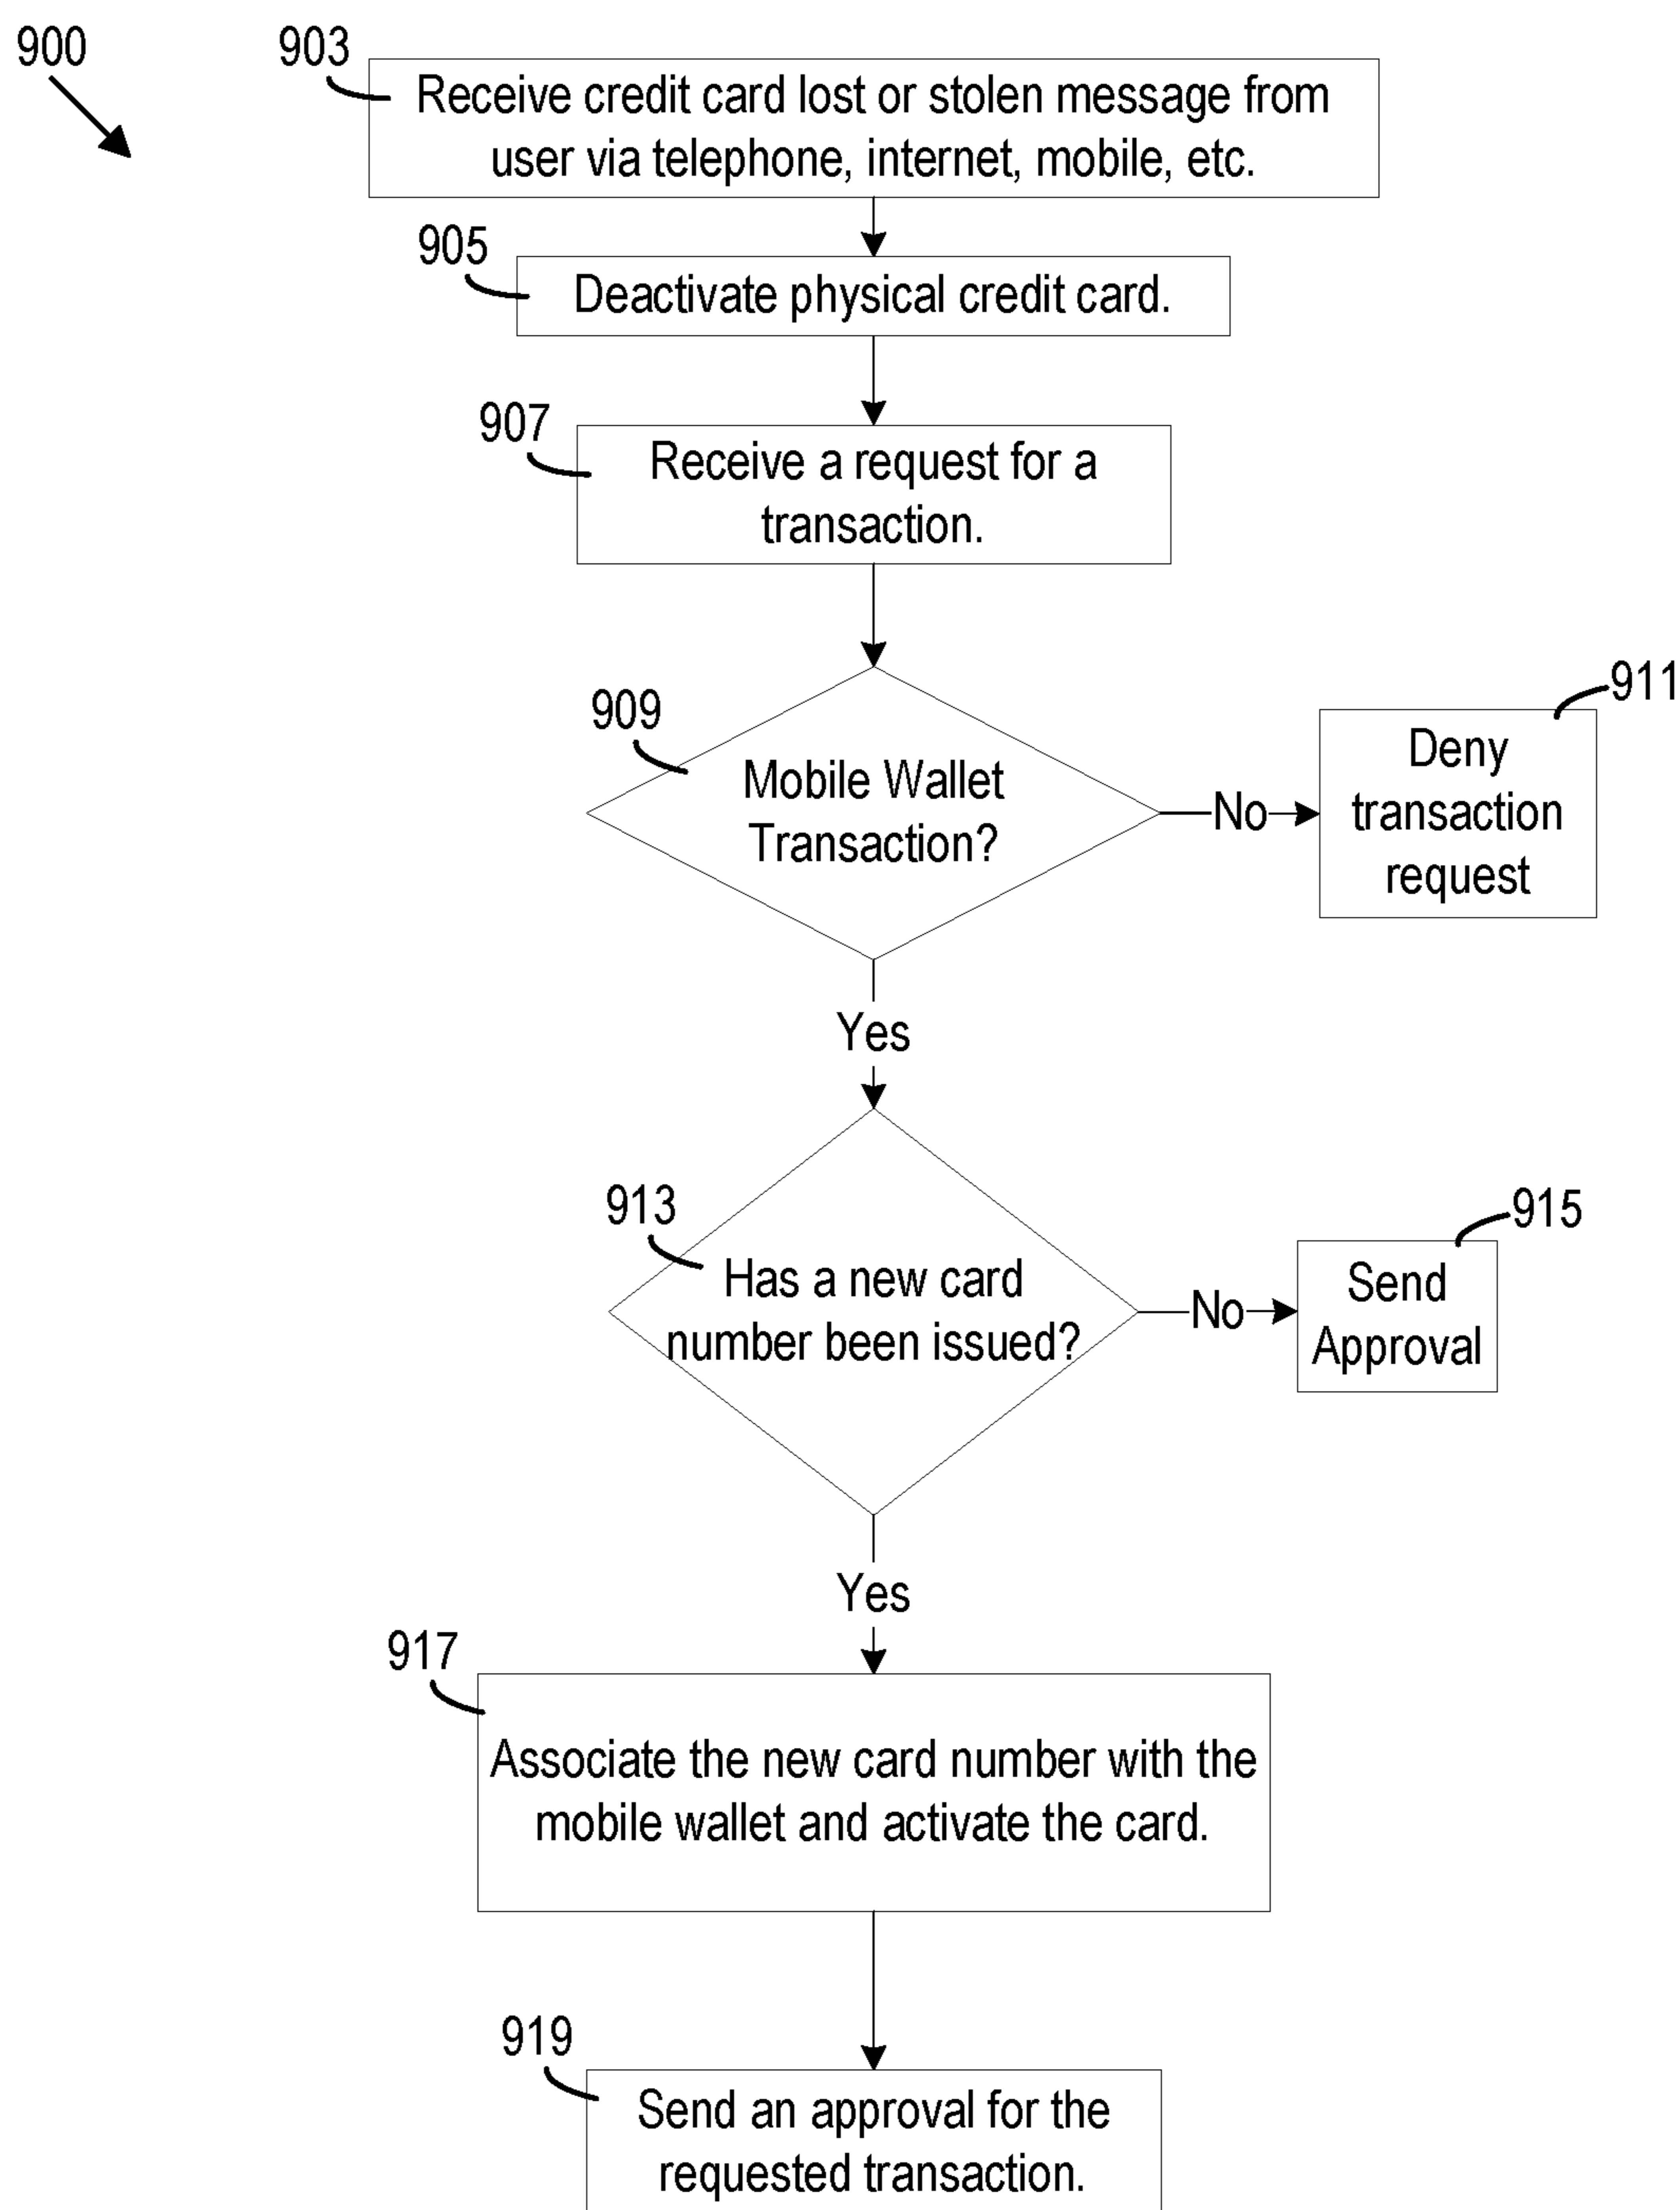 900
903
Receive credit card lost or stolen message from
user via telephone, internet, mobile, etc.
905
Deactivate physical credit card.
907
Receive a request for a
transaction.
909
Mobile Wallet
Transaction?
No
911
Deny
transaction
request
Yes
913
Has a new card
number been issued?
No
915
Send
Approval
Yes
917
Associate the new card number with the
mobile wallet and activate the card.
919
Send an approval for the
requested transaction.